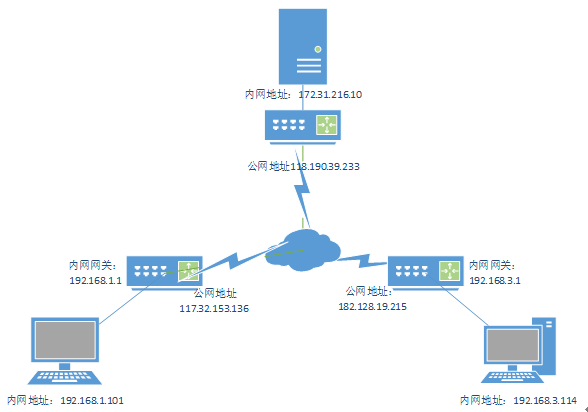 内网地址：172.31.216.10
公网地址118.190.39.233
内网网关：
192.168.1.1
公网地址
117.32.153.136
公网地址：
182.128.19.215
内网网关：
192.168.3.1
内网地址：192.168.1.101
内网地址：192.168.3.114